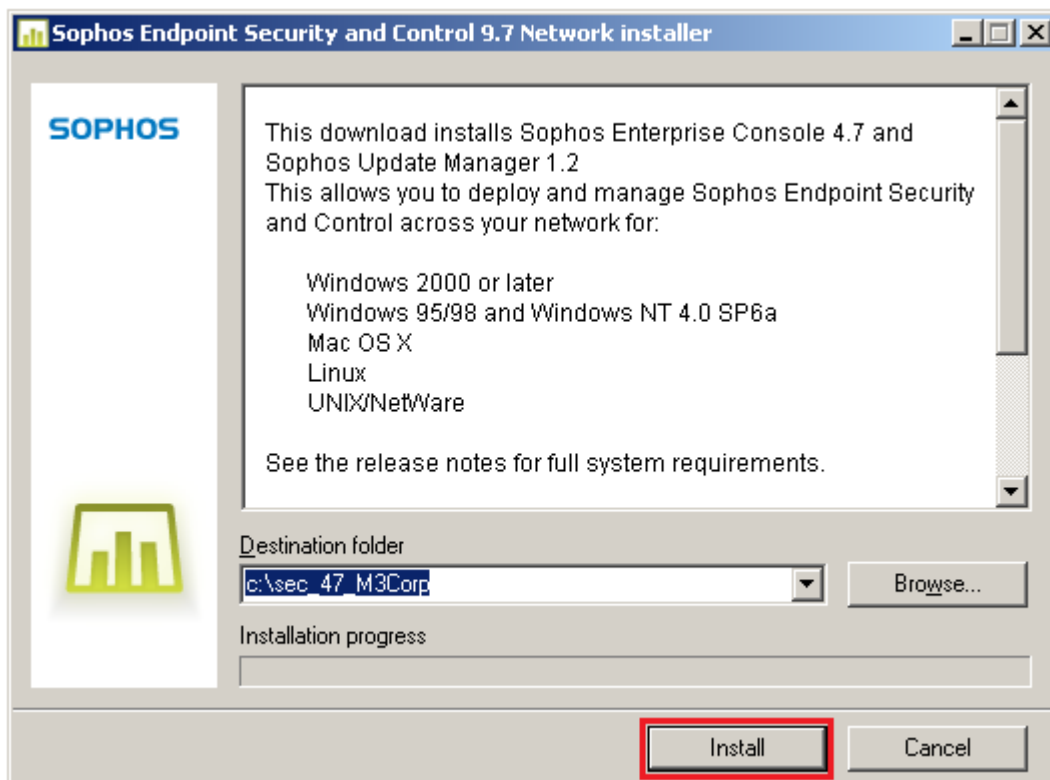 Sophos Endpoint Security and Control 9.7 Network installer
SOPHOS
This download installs Sophos Enterprise Console 4.7 and
Sophos Update Manager 1.2
This allows you to deploy and manage Sophos Endpoint Security
and Control across your network for:
Windows 2000 or later
Windows 95/98 and Windows NT 4.0 SP6a
Mac OS X
Linux
UNIX/NetWare
See the release notes for full system requirements.
Destination folder
c:\sec_47_M3Corp
Browse...
Installation progress
Install
Cancel